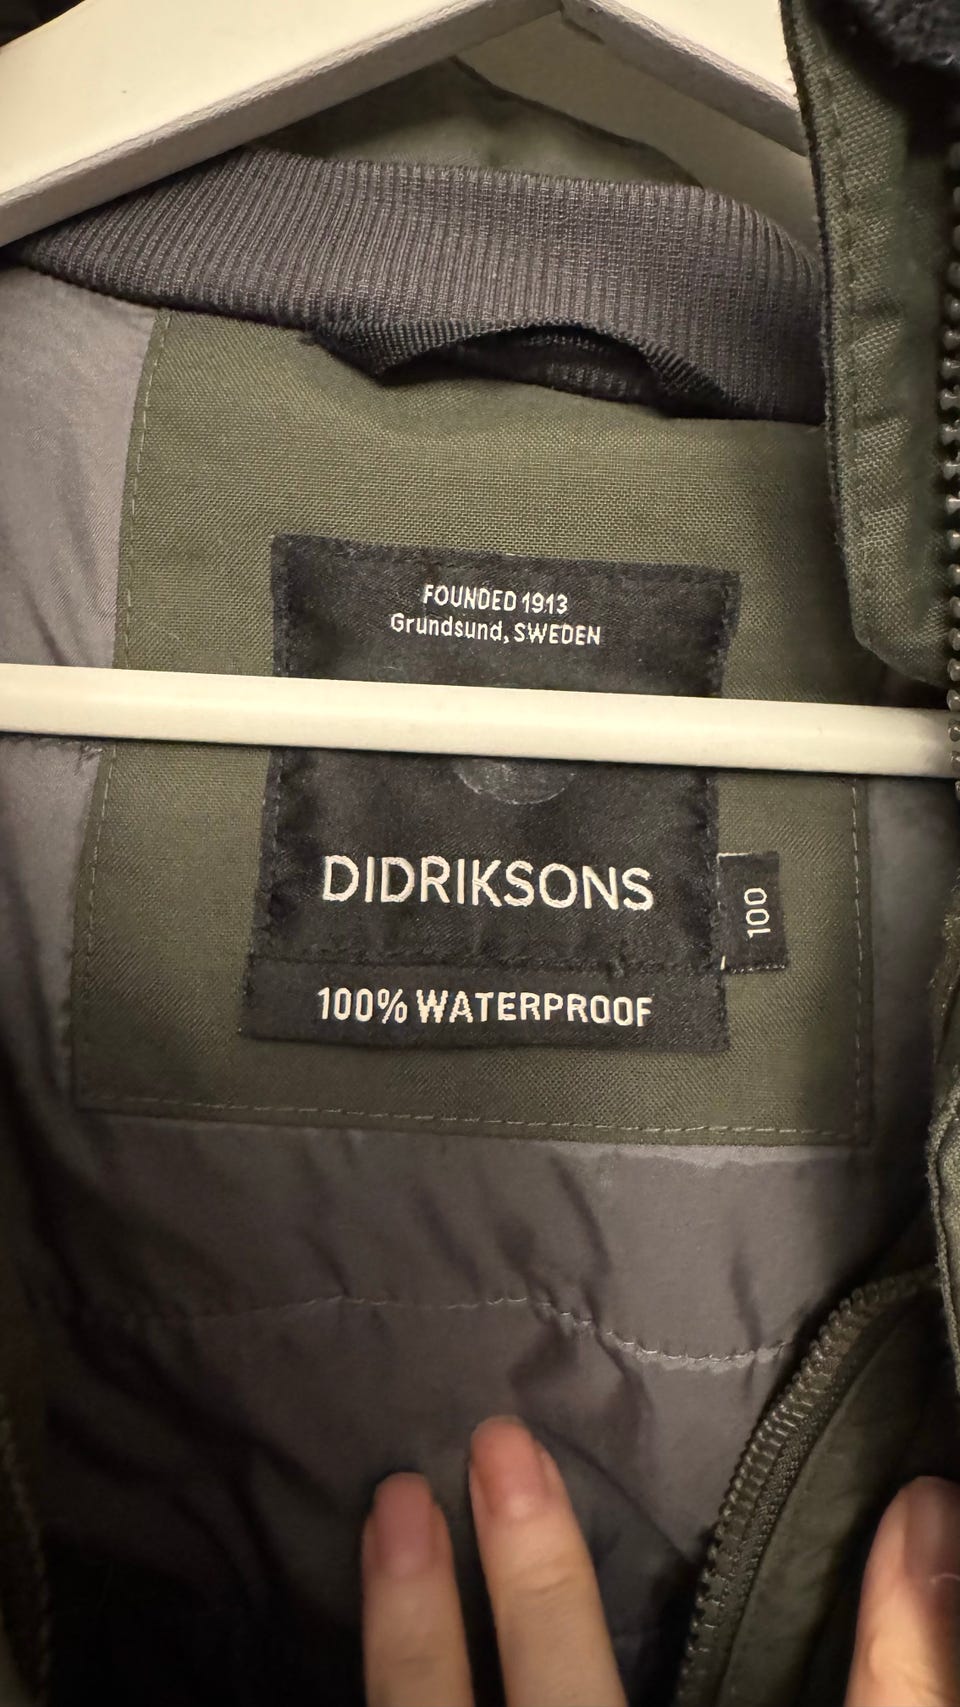 FOUNDED 1913
Grundsund, SWEDEN
DIDRIKSONS
100
100% WATERPROOF